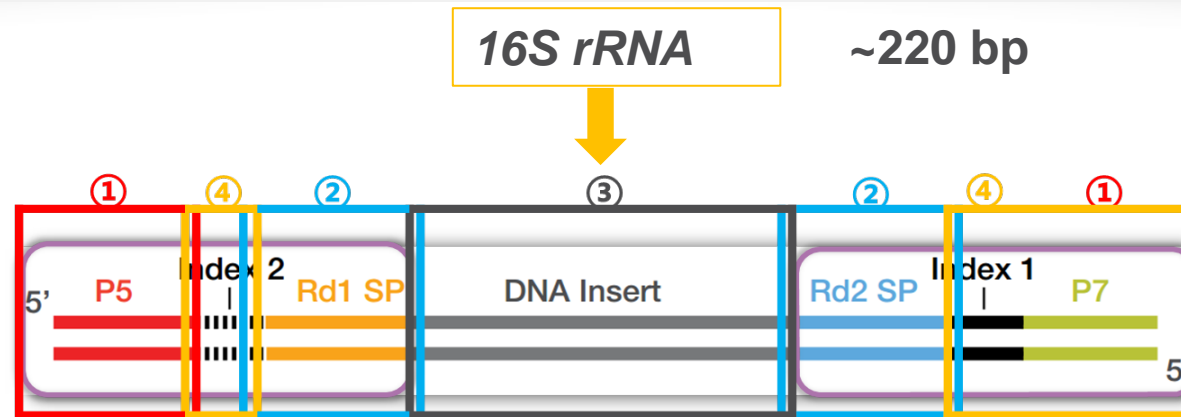 16S rRNA ~220 bp
① ④ ② ③ ② ④ ①
Index 2 Index 1
5’ P5 Rd1 SP DNA Insert Rd2 SP P7
5